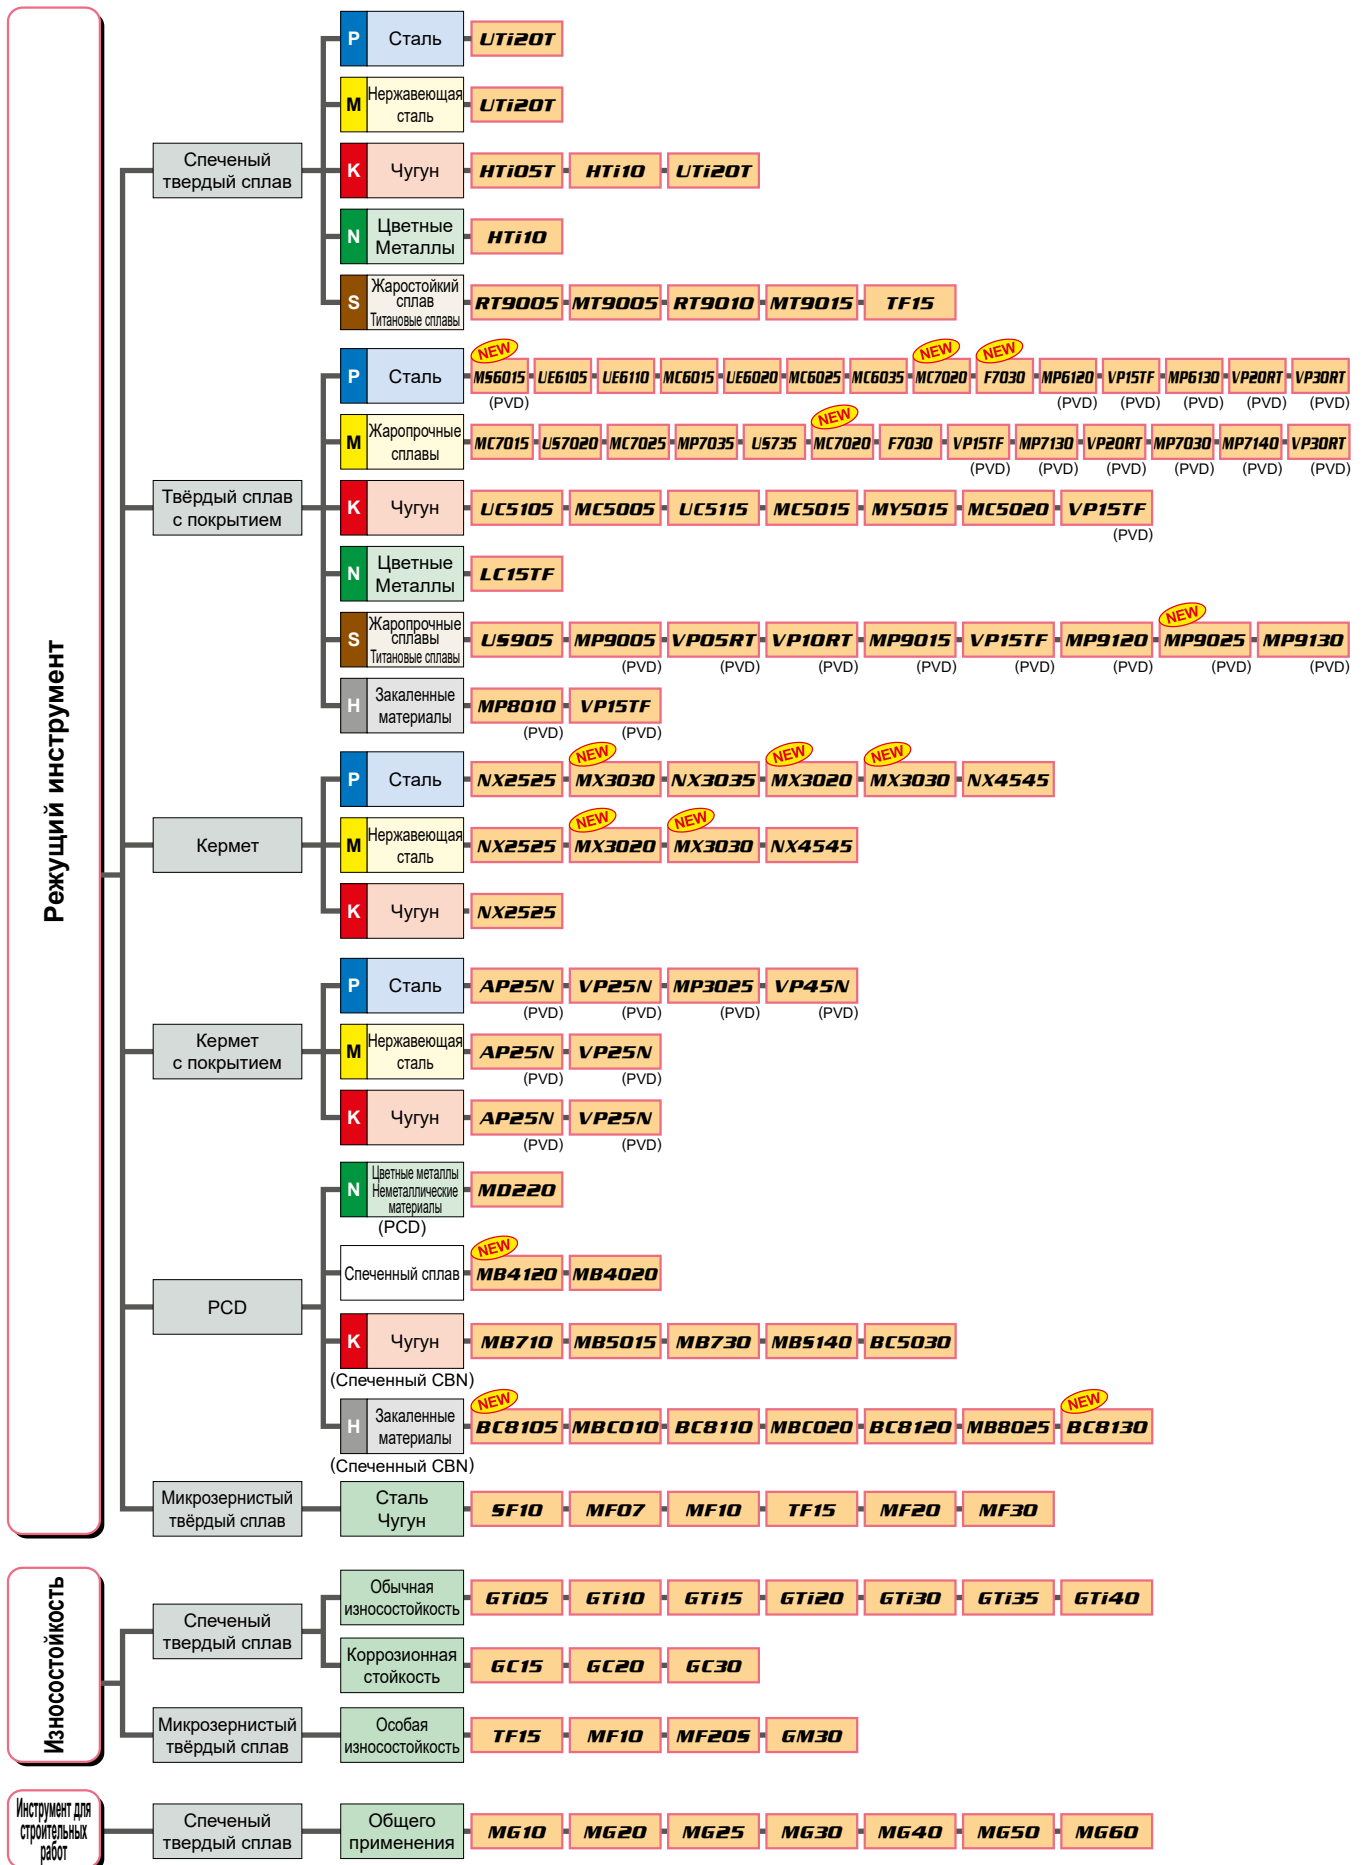 Режущий инструмент
Спеченый
твердый сплав
P Сталь UTi20T
M Нержавеющая
сталь UTi20T
K Чугун HTi05T HTi10 UTi20T
N Цветные
Металлы HTi10
S Жаростойкий
сплав
Титановые сплавы RT9005 MT9005 RT9010 MT9015 TF15
Твёрдый сплав
с покрытием
NEW NEW NEW
P Сталь MS6015 UE6105 UE6110 MC6015 UE6020 MC6025 MC6035 MC7020 F7030 MP6120 VP15TF MP6130 VP20RT VP30RT
(PVD) (PVD) (PVD) (PVD) (PVD) (PVD)
NEW
M Жаропрочные
сплавы MC7015 US7020 MC7025 MP7035 US735 MC7020 F7030 VP15TF MP7130 VP20RT MP7030 MP7140 VP30RT
(PVD) (PVD) (PVD) (PVD) (PVD) (PVD)
K Чугун UC5105 MC5005 UC5115 MC5015 MY5015 MC5020 VP15TF
(PVD)
N Цветные
Металлы LC15TF
NEW
S Жаропрочные
сплавы
Титановые сплавы US905 MP9005 VP05RT VP10RT MP9015 VP15TF MP9120 MP9025 MP9130
(PVD) (PVD) (PVD) (PVD) (PVD) (PVD) (PVD) (PVD)
H Закаленные
материалы MP8010 VP15TF
(PVD) (PVD)
Кермет
NEW NEW NEW
P Сталь NX2525 MX3030 NX3035 MX3020 MX3030 NX4545
NEW NEW
M Нержавеющая
сталь NX2525 MX3020 MX3030 NX4545
K Чугун NX2525
Кермет
с покрытием
P Сталь AP25N VP25N MP3025 VP45N
(PVD) (PVD) (PVD) (PVD)
M Нержавеющая
сталь AP25N VP25N
(PVD) (PVD)
K Чугун AP25N VP25N
(PVD) (PVD)
PCD
N Цветные металлы
Неметаллические
материалы MD220
(PCD)
NEW
Спеченный сплав MB4120 MB4020
K Чугун MB710 MB5015 MB730 MBS140 BC5030
(Спеченный CBN)
NEW NEW
H Закаленные
материалы BC8105 MBC010 BC8110 MBC020 BC8120 MB8025 BC8130
(Спеченный CBN)
Микрозернистый
твёрдый сплав
Сталь
Чугун SF10 MF07 MF10 TF15 MF20 MF30
Износостойкость
Спеченый
твердый сплав
Обычная
износостойкость GTi05 GTi10 GTi15 GTi20 GTi30 GTi35 GTi40
Коррозионная
стойкость GC15 GC20 GC30
Микрозернистый
твёрдый сплав
Особая
износостойкость TF15 MF10 MF20S GM30
Инструмент для
строительных
работ
Спеченый
твердый сплав
Общего
применения MG10 MG20 MG25 MG30 MG40 MG50 MG60